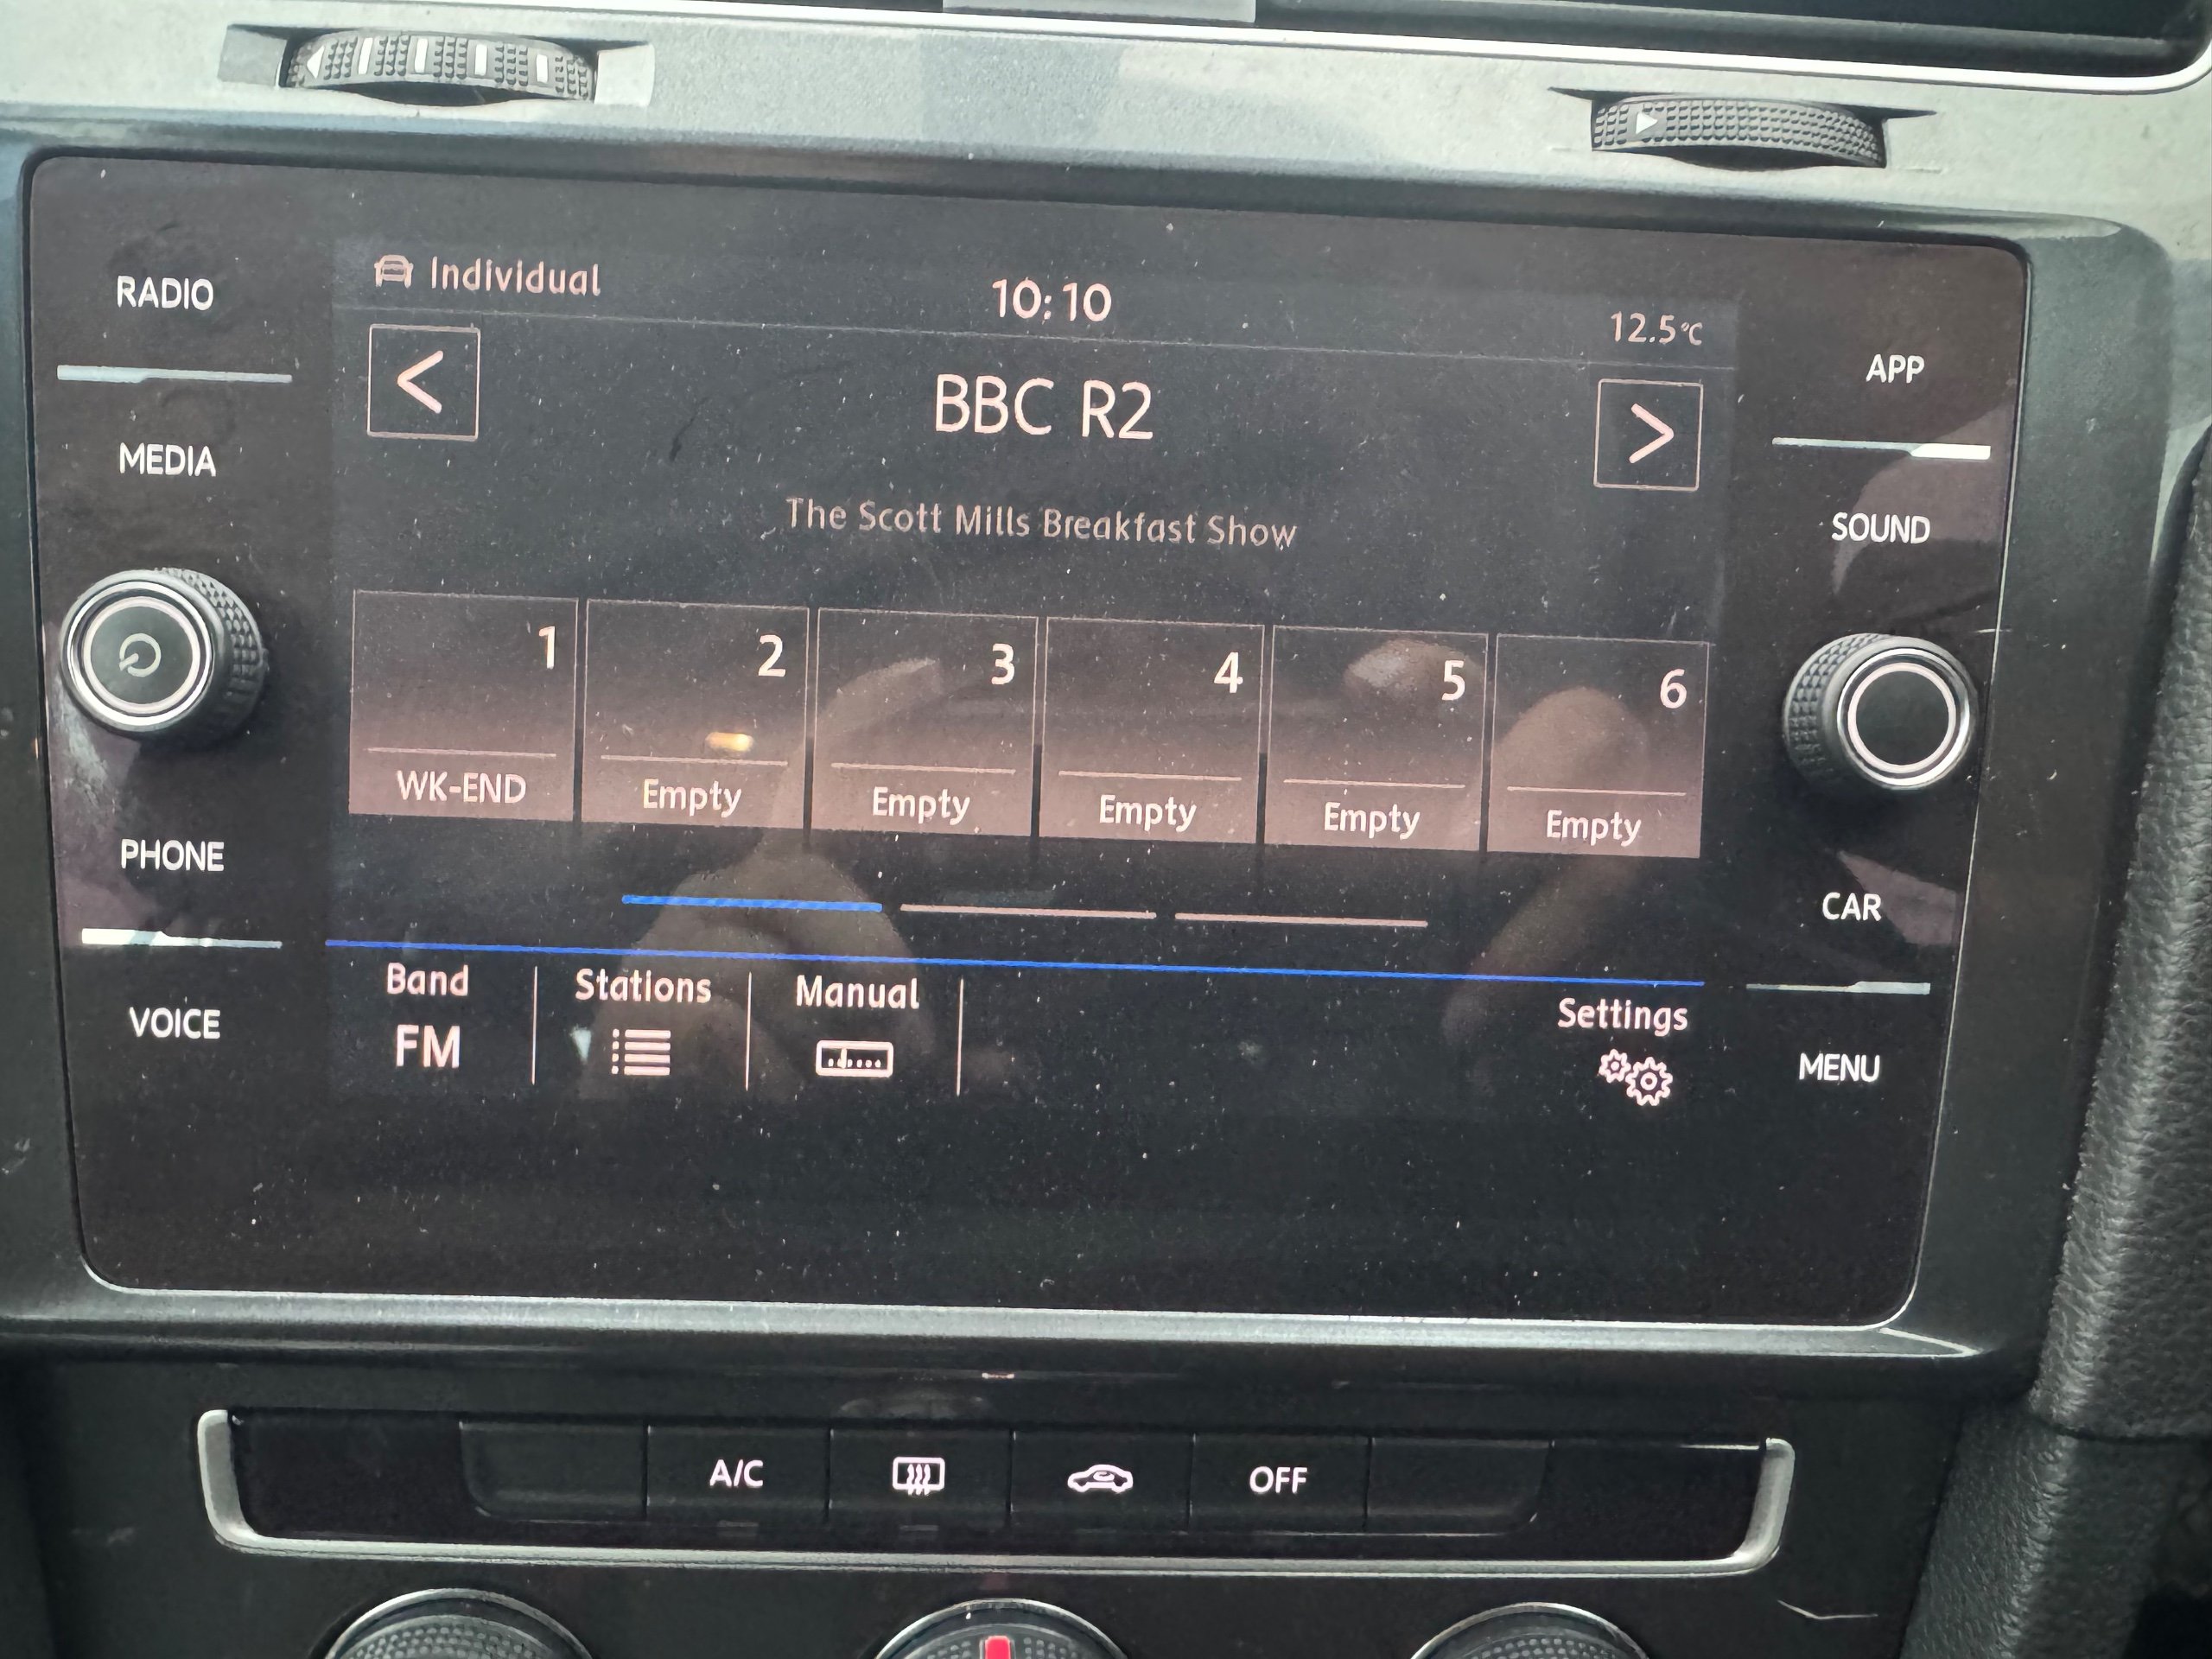 RADIO
MEDIA
PHONE
VOICE
Individual
10:10
12.5°C
<
BBC R2
>
The Scott Mills Breakfast Show
1
2
3
4
5
6
WK-END
Empty
Empty
Empty
Empty
Empty
Band
Stations
Manual
Settings
FM
APP
SOUND
CAR
MENU
A/C
OFF